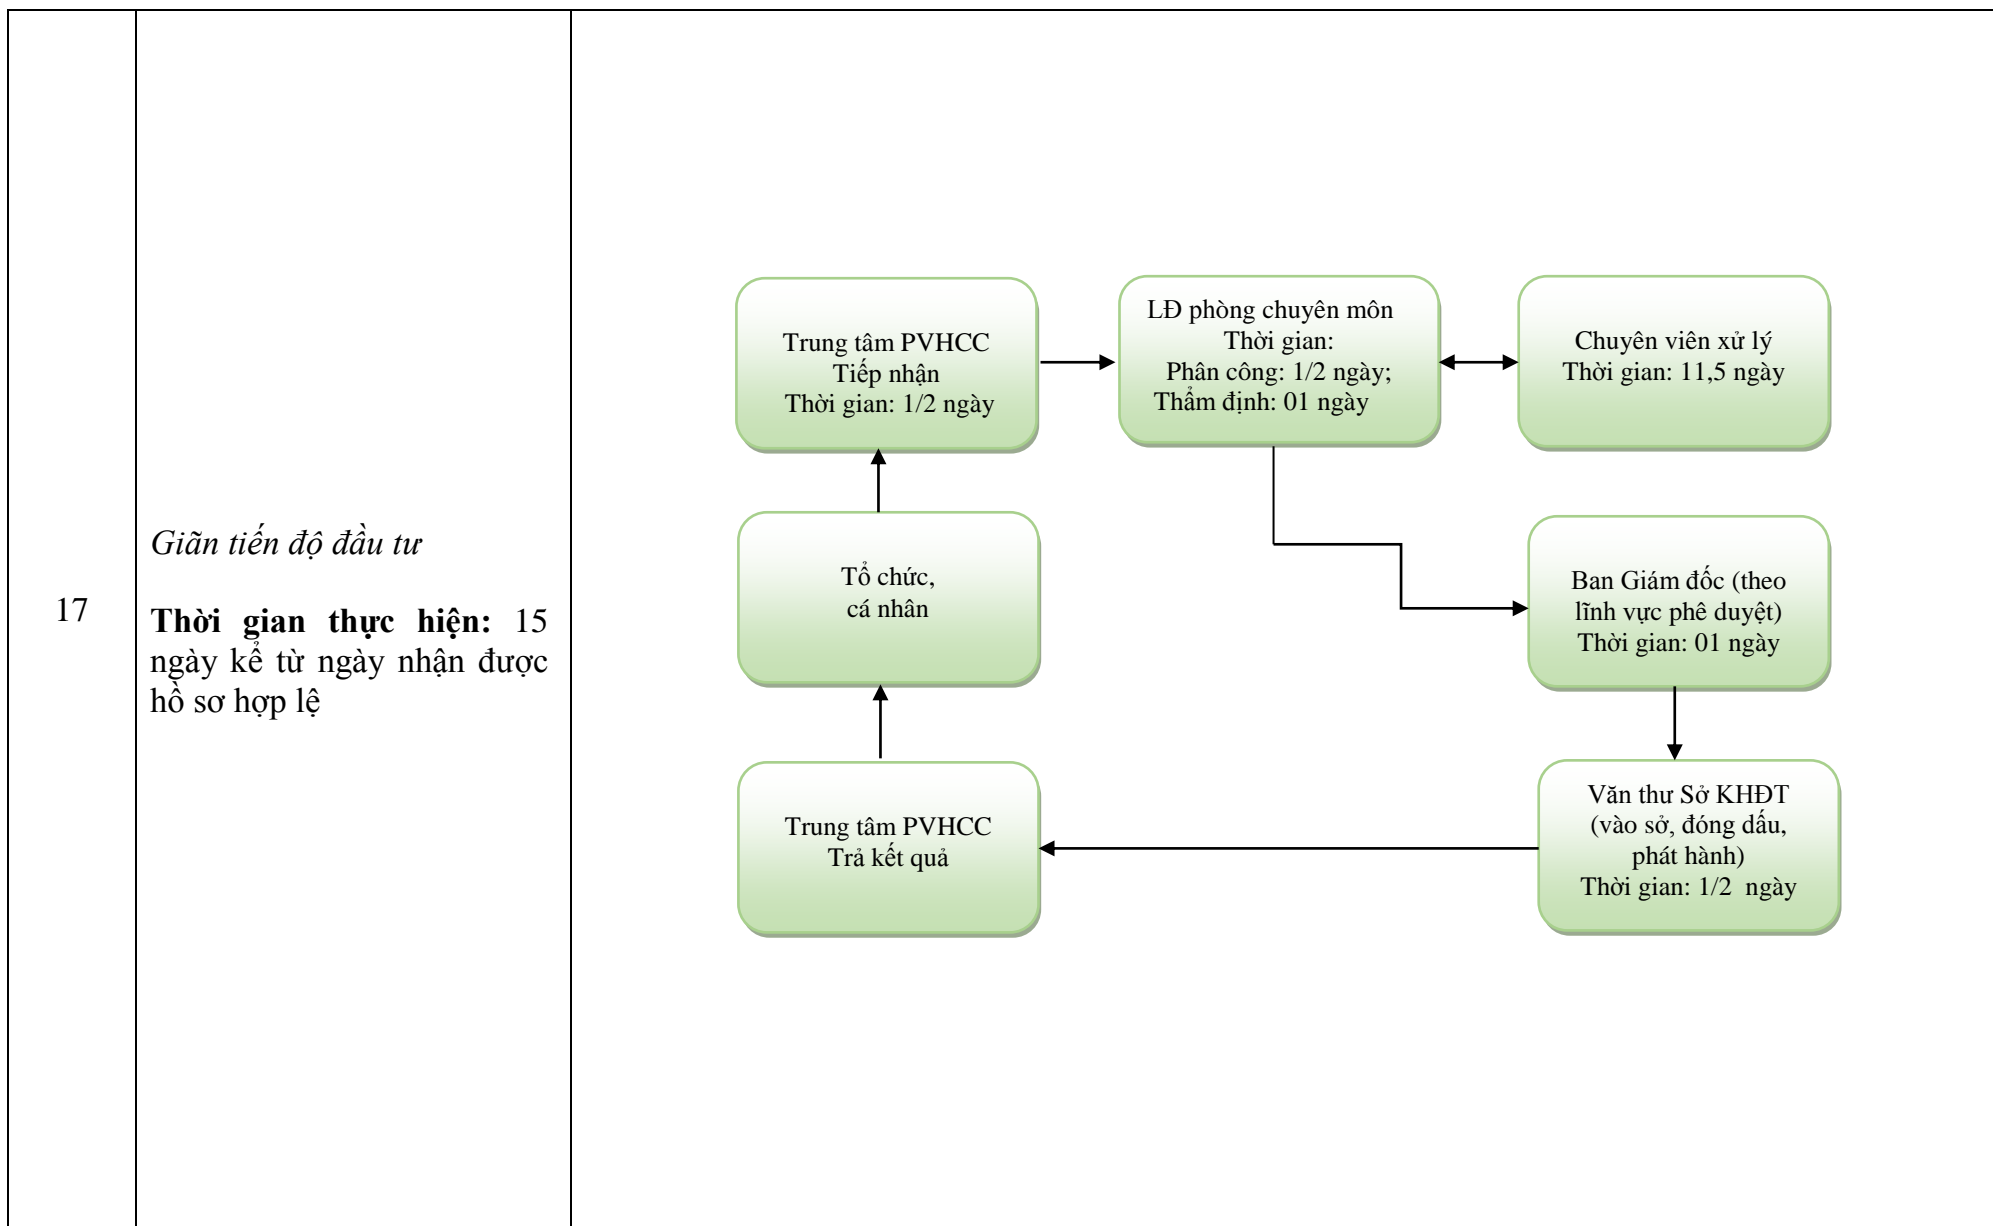 17
Giãn tiến độ đầu tư
Thời gian thực hiện: 15
ngày kể từ ngày nhận được
hồ sơ hợp lệ
Trung tâm PVHCC
Tiếp nhận
Thời gian: 1/2 ngày
LĐ phòng chuyên môn
Thời gian:
Phân công: 1/2 ngày;
Thẩm định: 01 ngày
Chuyên viên xử lý
Thời gian: 11,5 ngày
Tổ chức,
cá nhân
Ban Giám đốc (theo
lĩnh vực phê duyệt)
Thời gian: 01 ngày
Trung tâm PVHCC
Trả kết quả
Văn thư Sở KHĐT
(vào sở, đóng dấu,
phát hành)
Thời gian: 1/2 ngày